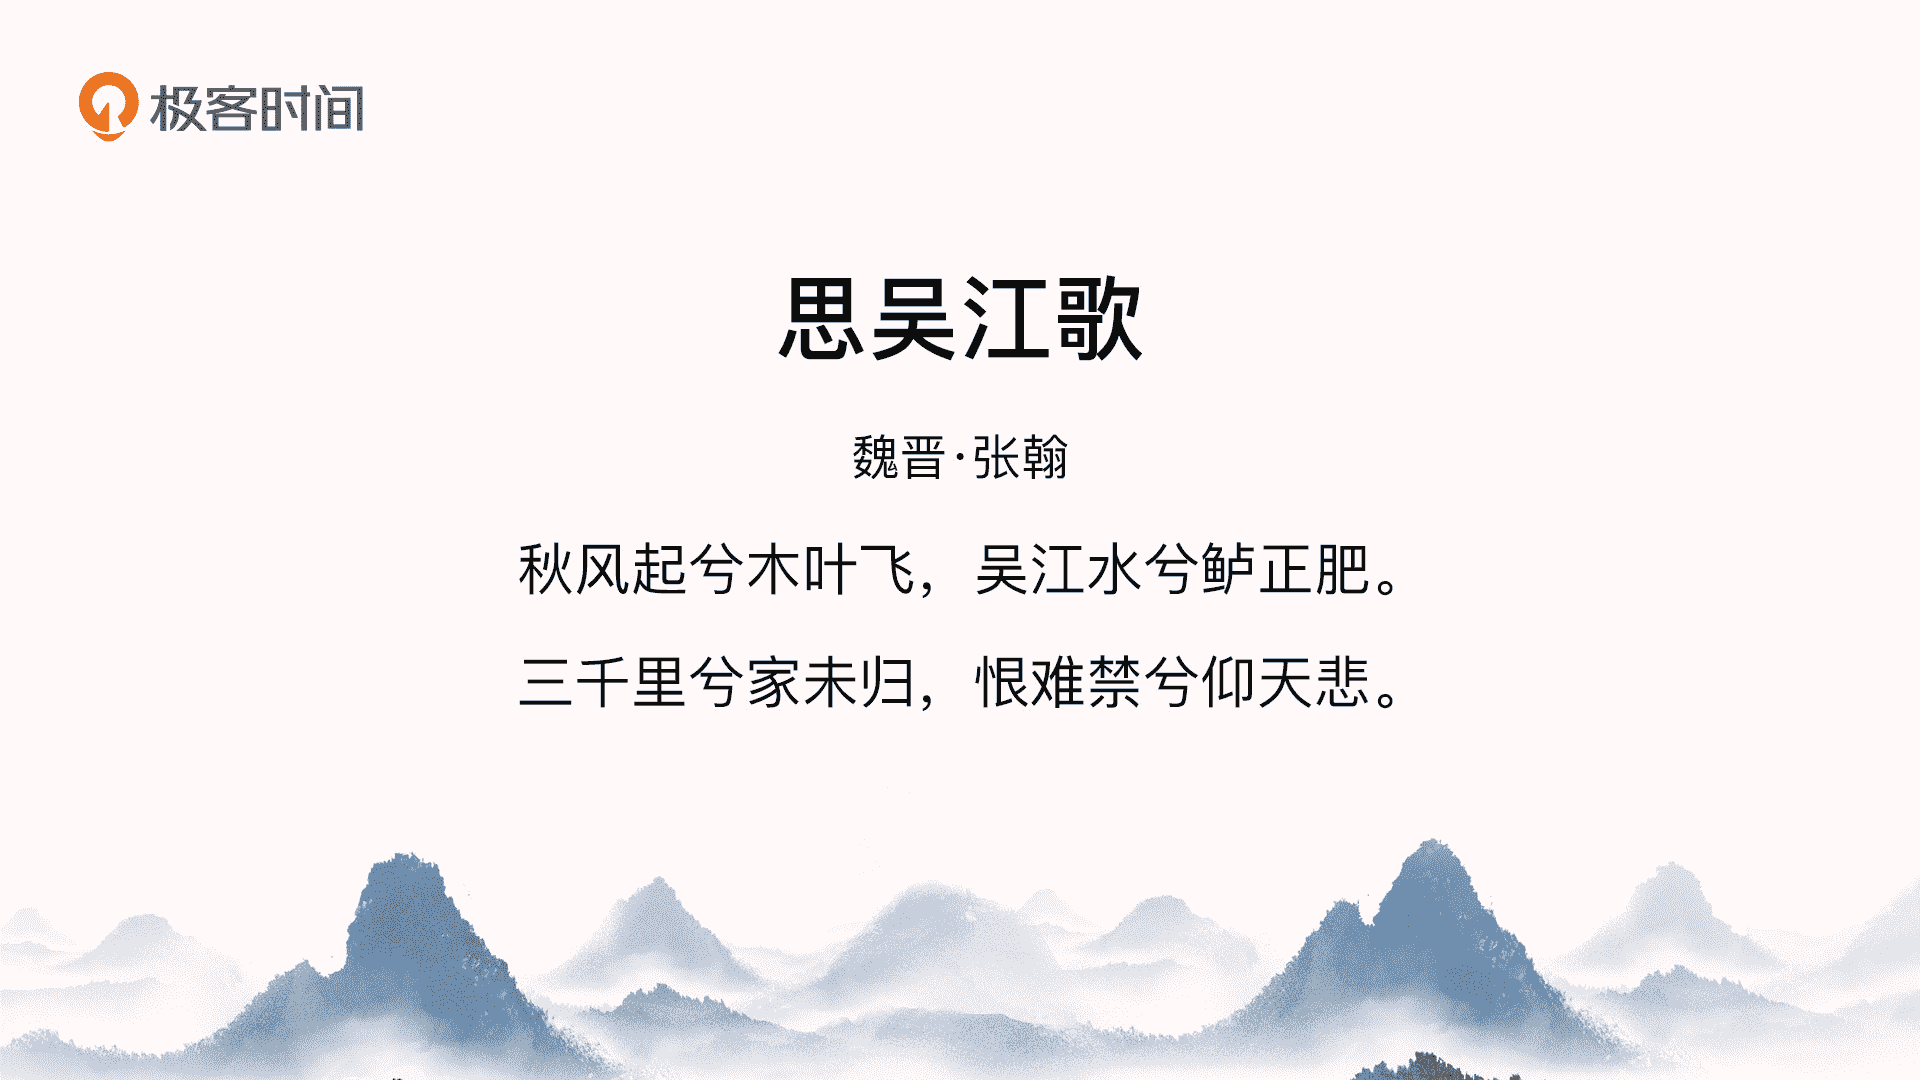 极客时间
思吴江歌
魏晋·张翰
秋风起兮木叶飞，吴江水兮鲈正肥。
三千里兮家未归，恨难禁兮仰天悲。